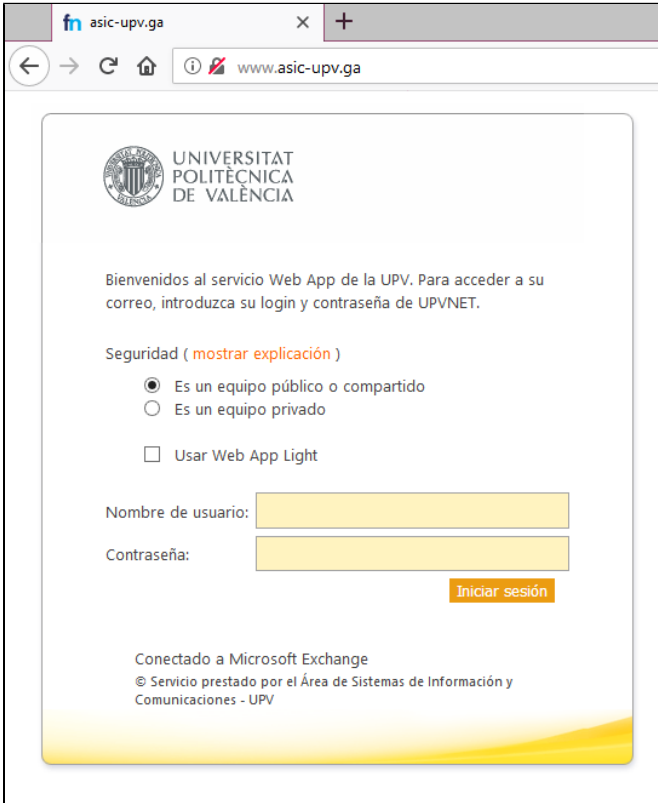 fn asic-upv.ga
www.asic-upv.ga
UNIVERSITAT
POLITÈCNICA
DE VALÈNCIA
Bienvenidos al servicio Web App de la UPV. Para acceder a su
correo, introduzca su login y contraseña de UPVNET.
Seguridad ( mostrar explicación )
Es un equipo público o compartido
Es un equipo privado
Usar Web App Light
Nombre de usuario:
Contraseña:
Iniciar sesión
Conectado a Microsoft Exchange
© Servicio prestado por el Área de Sistemas de Información y
Comunicaciones - UPV